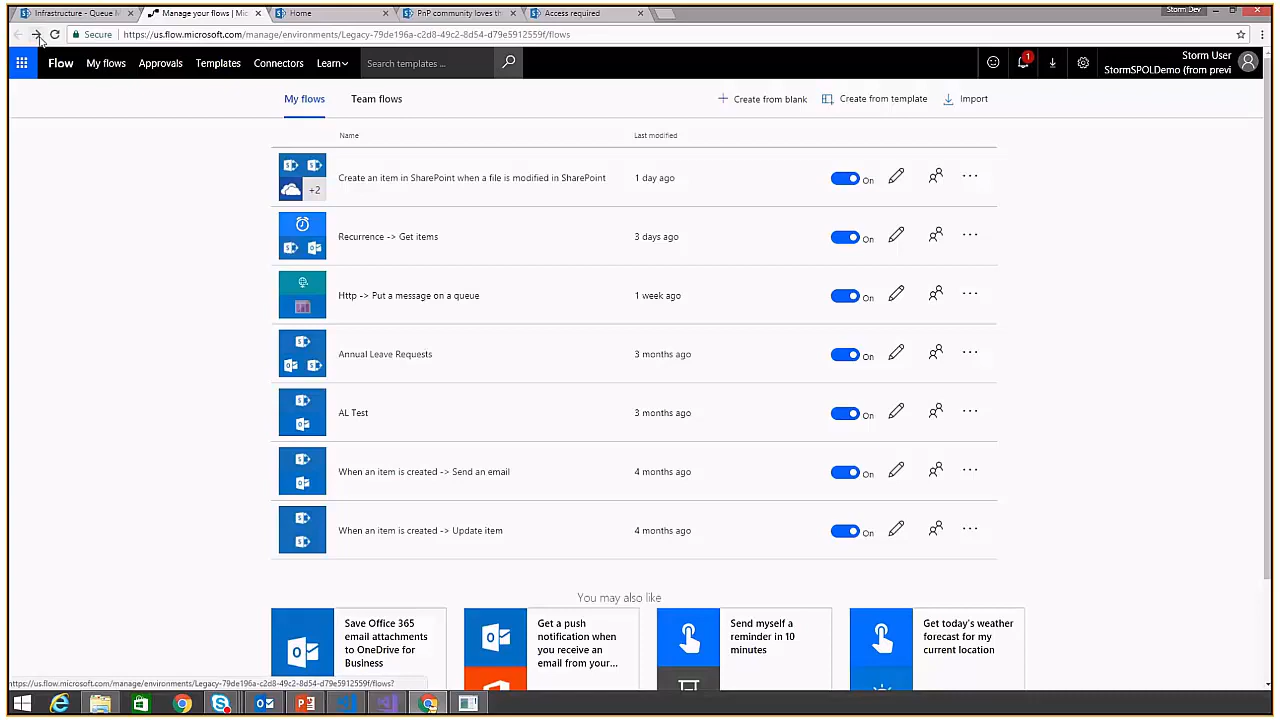 Infrastructure - Queue M
Manage your flows | Mic
Home
PnP community loves th
Access required
Storm Dev
Secure
https://us.flow.microsoft.com/manage/environments/Legacy-79de196a-c2d8-49c2-8d54-d79e5912559f/flows
Flow
My flows
Approvals
Templates
Connectors
Learn
Search templates ...
1
Storm User
StormSPOLDemo (from previ
My flows
Team flows
Create from blank
Create from template
Import
Name
Last modified
+2
Create an item in SharePoint when a file is modified in SharePoint
1 day ago
On
Recurrence -> Get items
3 days ago
On
Http -> Put a message on a queue
1 week ago
On
Annual Leave Requests
3 months ago
On
AL Test
3 months ago
On
When an item is created -> Send an email
4 months ago
On
When an item is created -> Update item
4 months ago
On
You may also like
Save Office 365
email attachments
to OneDrive for
Business
Get a push
notification when
you receive an
email from your...
Send myself a
reminder in 10
minutes
Get today's weather
forecast for my
current location
https://us.flow.microsoft.com/manage/environments/Legacy-79de196a-c2d8-49c2-8d54-d79e5912559f/flows?